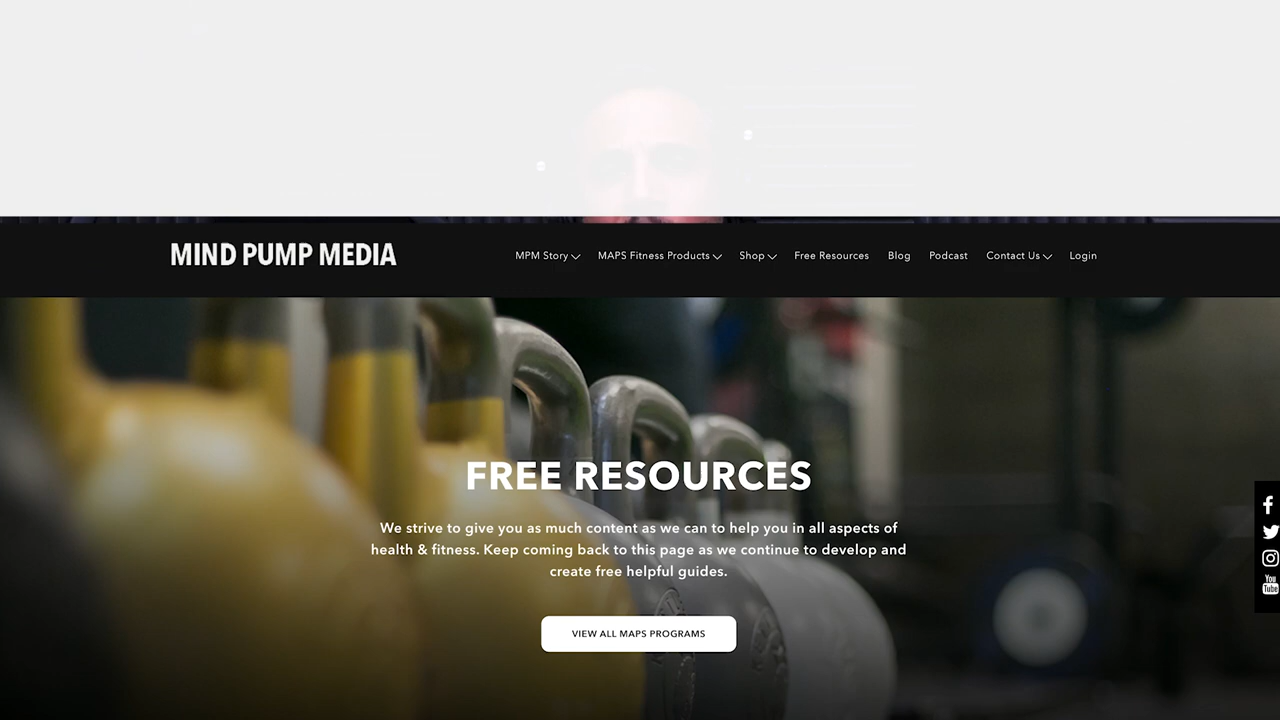 MIND PUMP MEDIA
MPM Story MAPS Fitness Products Shop Free Resources Blog Podcast Contact Us Login
FREE RESOURCES
We strive to give you as much content as we can to help you in all aspects of
health & fitness. Keep coming back to this page as we continue to develop and
create free helpful guides.
VIEW ALL MAPS PROGRAMS
You
Tube